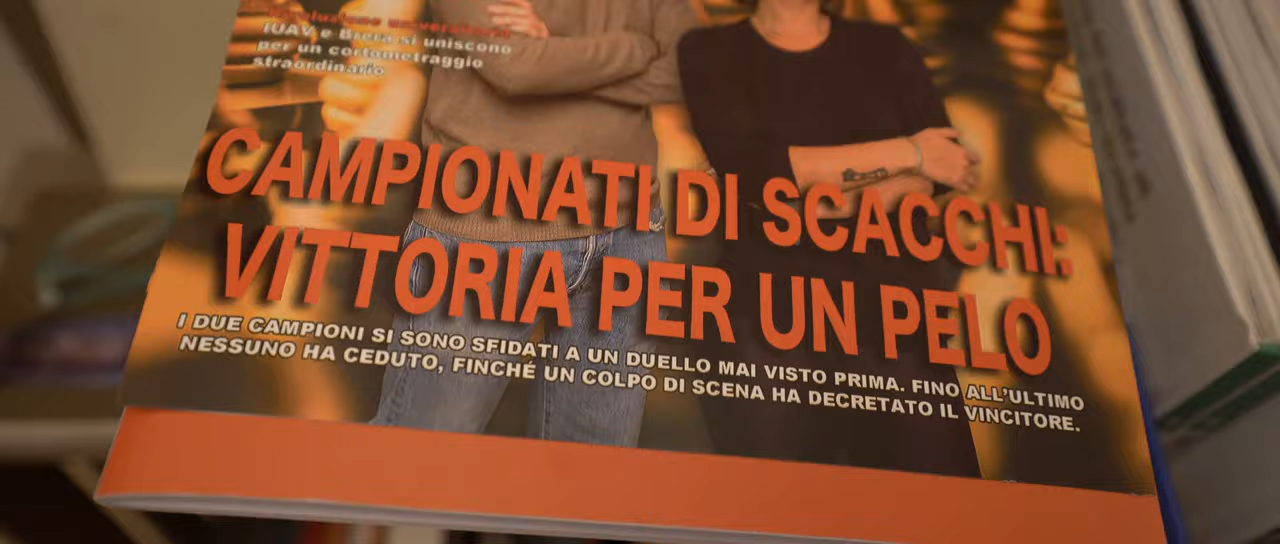 IUAV e Brera si uniscono
per un cortometraggio
straordinario
CAMPIONATI DI SCACCHI:
VITTORIA PER UN PELO
I DUE CAMPIONI SI SONO SFIDATI A UN DUELLO MAI VISTO PRIMA. FINO ALL'ULTIMO
NESSUNO HA CEDUTO, FINCHÉ UN COLPO DI SCENA HA DECRETATO IL VINCITORE.